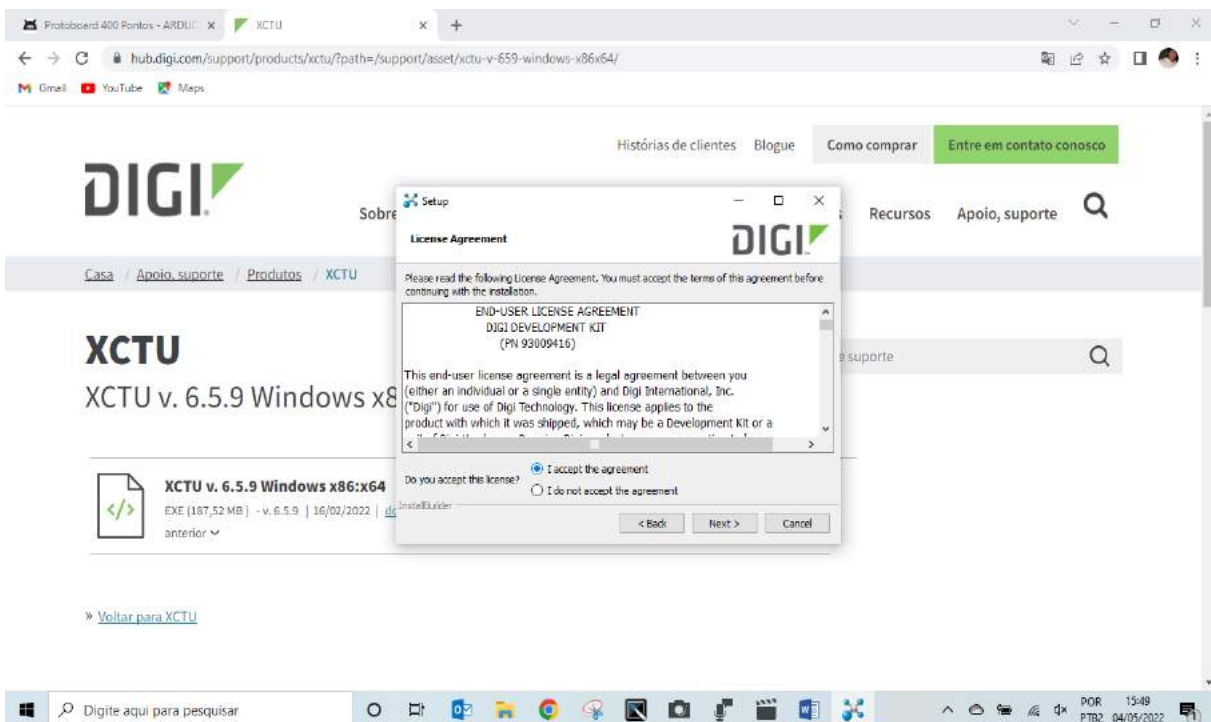 Protoboard 400 Pontos - ARDUI
XCTU
hub.digi.com/support/products/xctu/?path=/support/asset/xctu-v-659-windows-x86x64/
Gmail
YouTube
Maps
Histórias de clientes
Blogue
Como comprar
Entre em contato conosco
DIGI
Sobre
Recursos
Apoio, suporte
Casa / Apoio, suporte / Produtos / XCTU
Setup
License Agreement
DIGI
Please read the following License Agreement. You must accept the terms of this agreement before
continuing with the installation.
END-USER LICENSE AGREEMENT
DIGI DEVELOPMENT KIT
(PN 93009416)
This end-user license agreement is a legal agreement between you
(either an individual or a single entity) and Digi International, Inc.
("Digi") for use of Digi Technology. This license applies to the
product with which it was shipped, which may be a Development Kit or a
Do you accept this license?
I accept the agreement
I do not accept the agreement
InstallBuilder
< Back
Next >
Cancel
XCTU
XCTU v. 6.5.9 Windows x8
suporte
XCTU v. 6.5.9 Windows x86:x64
EXE (187,52 MB) - v. 6.5.9 | 16/02/2022 |
anterior
» Voltar para XCTU
Digite aqui para pesquisar
POR 15:49
PTB2 04/05/2022